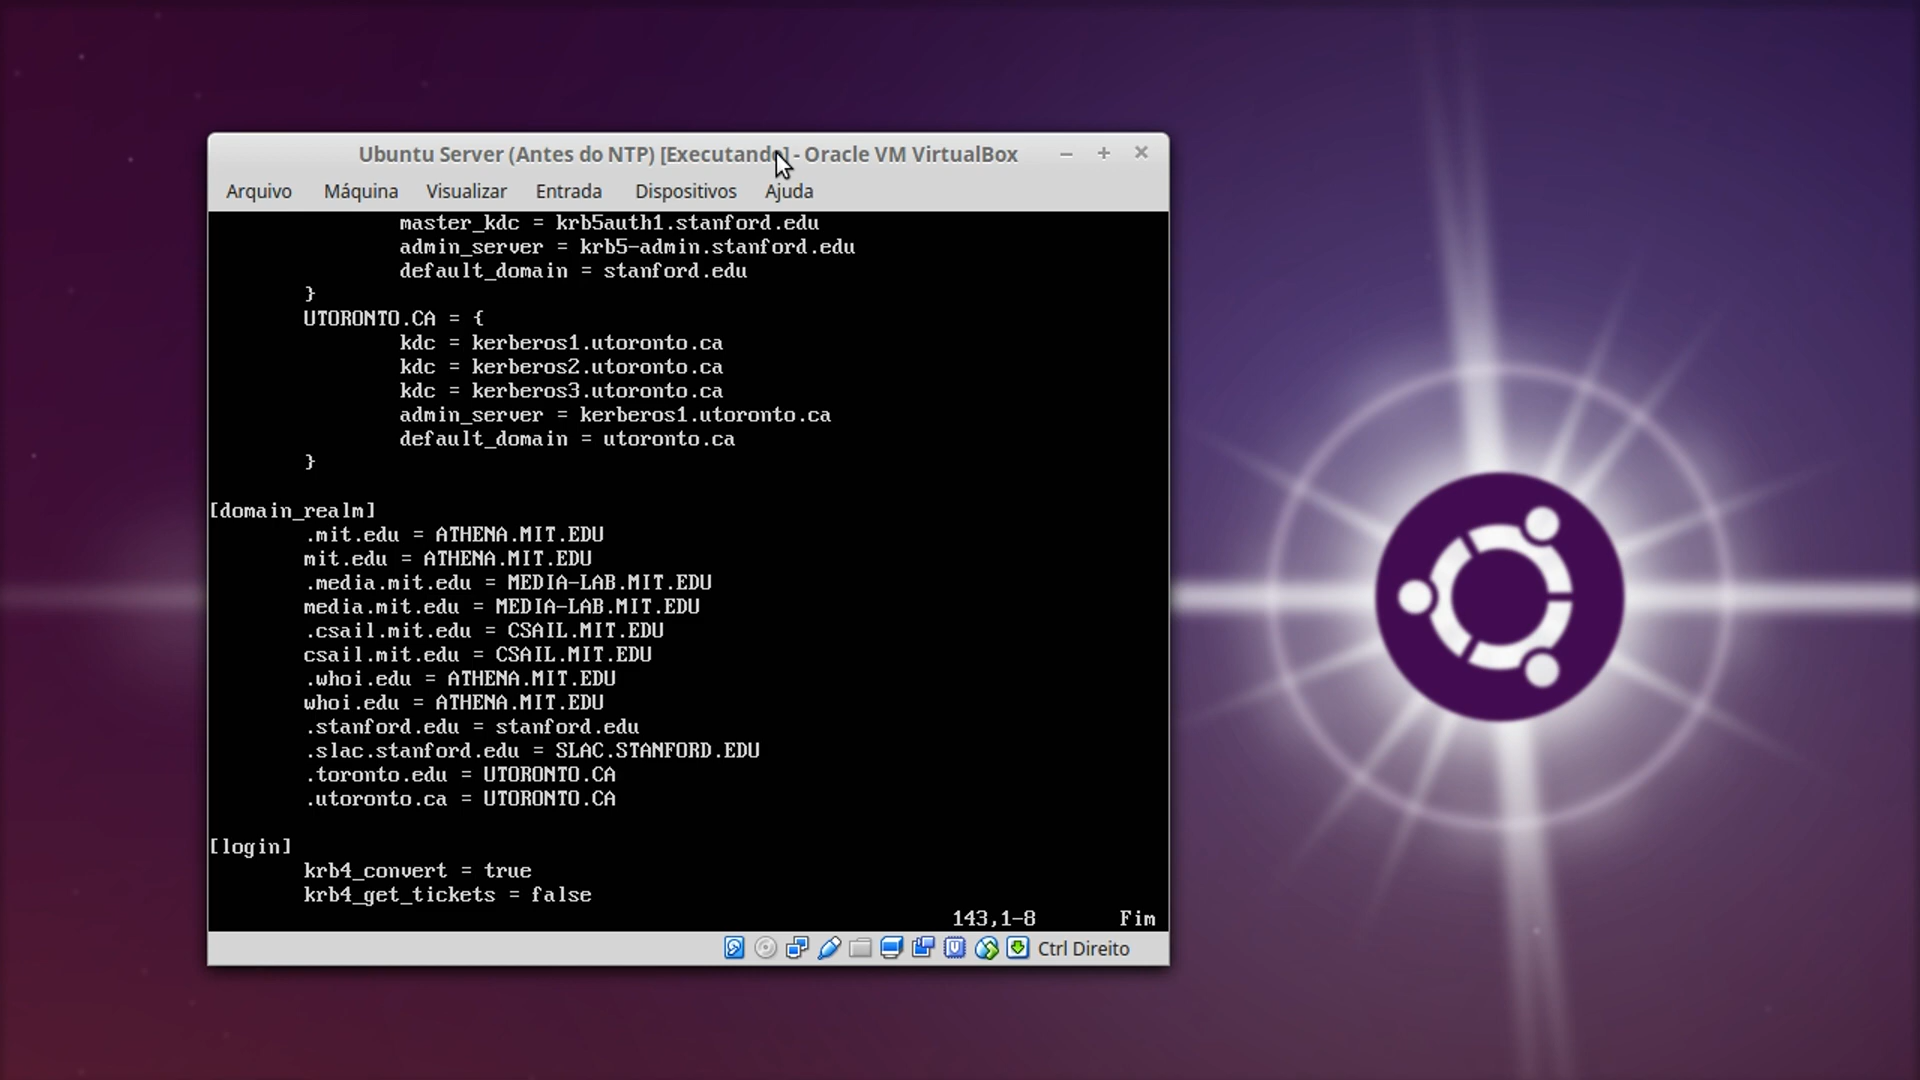 Ubuntu Server (Antes do NTP) [Executando] - Oracle VM VirtualBox
Arquivo Máquina Visualizar Entrada Dispositivos Ajuda
master_kdc = krb5auth1.stanford.edu
admin_server = krb5-admin.stanford.edu
default_domain = stanford.edu
}
UTORONTO.CA = {
kdc = kerberos1.utoronto.ca
kdc = kerberos2.utoronto.ca
kdc = kerberos3.utoronto.ca
admin_server = kerberos1.utoronto.ca
default_domain = utoronto.ca
}
[domain_realm]
.mit.edu = ATHENA.MIT.EDU
mit.edu = ATHENA.MIT.EDU
.media.mit.edu = MEDIA-LAB.MIT.EDU
media.mit.edu = MEDIA-LAB.MIT.EDU
.csail.mit.edu = CSAIL.MIT.EDU
csail.mit.edu = CSAIL.MIT.EDU
.whoi.edu = ATHENA.MIT.EDU
whoi.edu = ATHENA.MIT.EDU
.stanford.edu = stanford.edu
.slac.stanford.edu = SLAC.STANFORD.EDU
.toronto.edu = UTORONTO.CA
.utoronto.ca = UTORONTO.CA
[login]
krb4_convert = true
krb4_get_tickets = false
143,1-8 Fim
Ctrl Direito